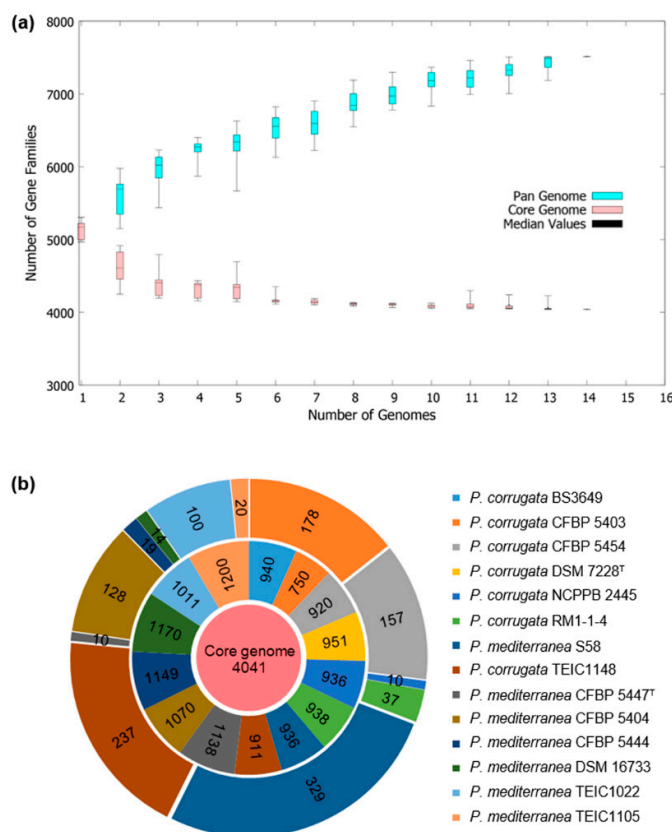 (a)
8000
7000
6000
5000
4000
3000
Number of Gene Families
Pan Genome
Core Genome
Median Values
1 2 3 4 5 6 7 8 9 10 11 12 13 14 15 16
Number of Genomes
(b)
178
157
10
37
329
237
10
128
19
14
100
20
940
750
920
951
936
938
936
911
1138
1070
1149
1170
1011
1200
Core genome
4041
P. corrugata BS3649
P. corrugata CFBP 5403
P. corrugata CFBP 5454
P. corrugata DSM 7228ᵀ
P. corrugata NCPPB 2445
P. corrugata RM1-1-4
P. mediterranea S58
P. corrugata TEIC1148
P. mediterranea CFBP 5447ᵀ
P. mediterranea CFBP 5404
P. mediterranea CFBP 5444
P. mediterranea DSM 16733
P. mediterranea TEIC1022
P. mediterranea TEIC1105